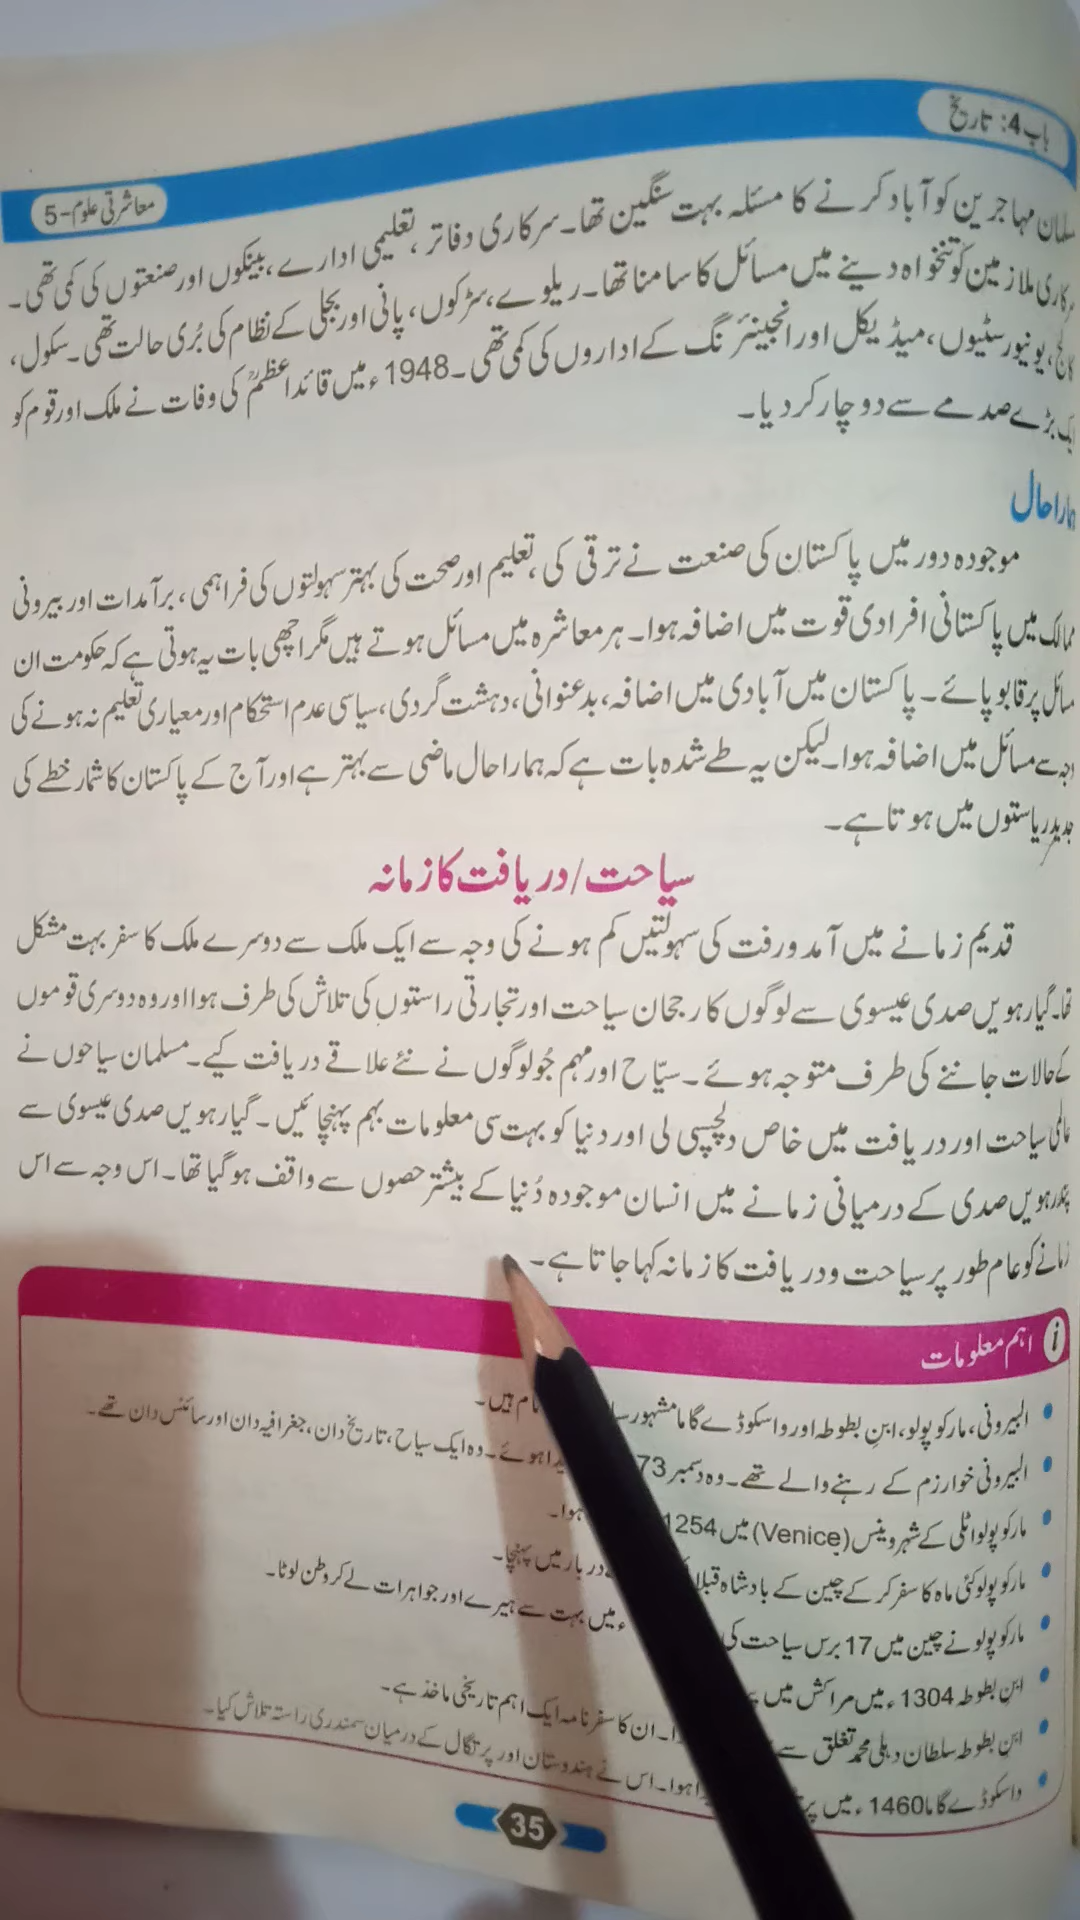 باب 4: تاریخ
معاشرتی علوم-5
مسلمان مہاجرین کو آباد کرنے کا مسئلہ بہت سنگین تھا۔ سرکاری دفاتر، تعلیمی ادارے، بینکوں اور صنعتوں کی کمی تھی۔
سرکاری ملازمین کو تنخواہ دینے میں مسائل کا سامنا تھا۔ ریلوے، سڑکوں، پانی اور بجلی کے نظام کی بُری حالت تھی۔ سکول،
کالج، یونیورسٹیوں، میڈیکل اور انجینئرنگ کے اداروں کی کمی تھی۔ 1948ء میں قائداعظمؒ کی وفات نے ملک اور قوم کو
ایک بڑے صدمے سے دوچار کر دیا۔
ہمارا حال
موجودہ دور میں پاکستان کی صنعت نے ترقی کی، تعلیم اور صحت کی بہتر سہولتوں کی فراہمی، برآمدات اور بیرونی
ممالک میں پاکستانی افرادی قوت میں اضافہ ہوا۔ ہر معاشرہ میں مسائل ہوتے ہیں مگر اچھی بات یہ ہوتی ہے کہ حکومت ان
مسائل پر قابو پائے۔ پاکستان میں آبادی میں اضافہ، بدعنوانی، دہشت گردی، سیاسی عدم استحکام اور معیاری تعلیم نہ ہونے کی
وجہ سے مسائل میں اضافہ ہوا۔ لیکن یہ طے شدہ بات ہے کہ ہمارا حال ماضی سے بہتر ہے اور آج کے پاکستان کا شمار خطے کی
جدید ریاستوں میں ہوتا ہے۔
سیاحت/دریافت کا زمانہ
قدیم زمانے میں آمدورفت کی سہولتیں کم ہونے کی وجہ سے ایک ملک سے دوسرے ملک کا سفر بہت مشکل
تھا۔ گیارہویں صدی عیسوی سے لوگوں کا رجحان سیاحت اور تجارتی راستوں کی تلاش کی طرف ہوا اور وہ دوسری قوموں
کے حالات جاننے کی طرف متوجہ ہوئے۔ سیّاح اور مہم جُو لوگوں نے نئے علاقے دریافت کیے۔ مسلمان سیاحوں نے
عالمی سیاحت اور دریافت میں خاص دلچسپی لی اور دنیا کو بہت سی معلومات بہم پہنچائیں۔ گیارہویں صدی عیسوی سے
پندرہویں صدی کے درمیانی زمانے میں انسان موجودہ دُنیا کے بیشتر حصوں سے واقف ہو گیا تھا۔ اس وجہ سے اس
زمانے کو عام طور پر سیاحت و دریافت کا زمانہ کہا جاتا ہے۔
i اہم معلومات
• البیرونی، مارکوپولو، ابنِ بطوطہ اور واسکوڈے گاما مشہور نام ہیں۔
• البیرونی خوارزم کے رہنے والے تھے۔ وہ دسمبر 73 پیدا ہوئے۔ وہ ایک سیاح، تاریخ دان، جغرافیہ دان اور سائنس دان تھے۔
• مارکوپولو اٹلی کے شہر وینس (Venice) میں 1254 ہوا۔
• مارکوپولو کئی ماہ کا سفر کر کے چین کے بادشاہ دربار میں پہنچا۔
• مارکوپولو نے چین میں 17 برس سیاحت کی ء میں بہت سے ہیرے اور جواہرات لے کر وطن لوٹا۔
• ابنِ بطوطہ 1304ء میں مراکش میں
• ابنِ بطوطہ سلطان دہلی محمد تغلق سے ان کا سفرنامہ ایک اہم تاریخی ماخذ ہے۔
• واسکوڈے گاما 1460ء میں ہوا۔ اس نے ہندوستان اور پرتگال کے درمیان سمندری راستہ تلاش کیا۔
35